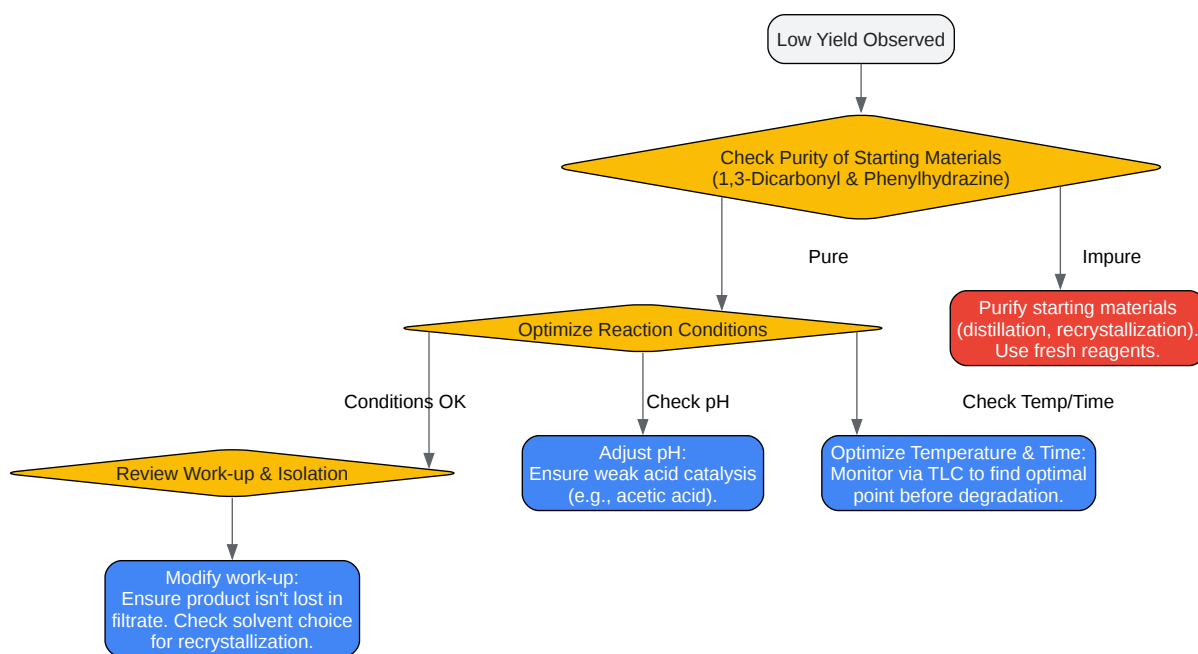 Low Yield Observed
Check Purity of Starting Materials
(1,3-Dicarbonyl & Phenylhydrazine)
Pure
Impure
Purify starting materials
(distillation, recrystallization).
Use fresh reagents.
Optimize Reaction Conditions
Conditions OK
Check pH
Check Temp/Time
Review Work-up & Isolation
Adjust pH:
Ensure weak acid catalysis
(e.g., acetic acid).
Optimize Temperature & Time:
Monitor via TLC to find optimal
point before degradation.
Modify work-up:
Ensure product isn't lost in
filtrate. Check solvent choice
for recrystallization.